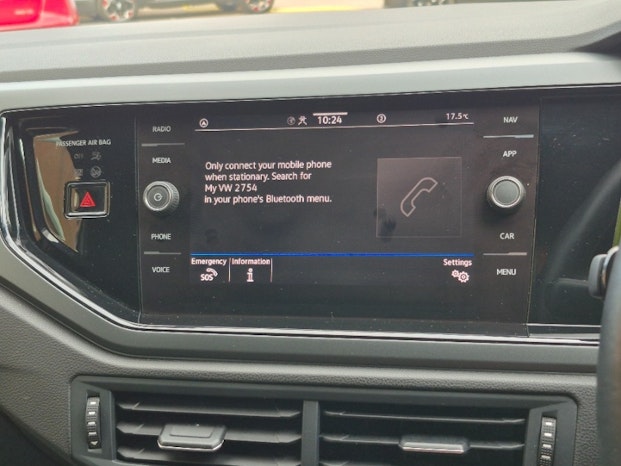 10:24
17.5°C
PASSENGER AIR BAG
RADIO
MEDIA
PHONE
VOICE
NAV
APP
CAR
MENU
Only connect your mobile phone
when stationary. Search for
My VW 2754
in your phone's Bluetooth menu.
Emergency
SOS
Information
Settings